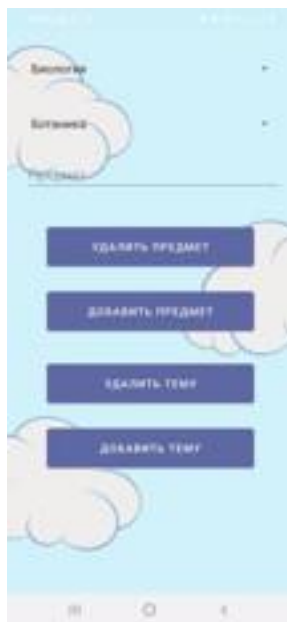 Биология
Ботаника
УДАЛИТЬ ПРЕДМЕТ
ДОБАВИТЬ ПРЕДМЕТ
УДАЛИТЬ ТЕМУ
ДОБАВИТЬ ТЕМУ